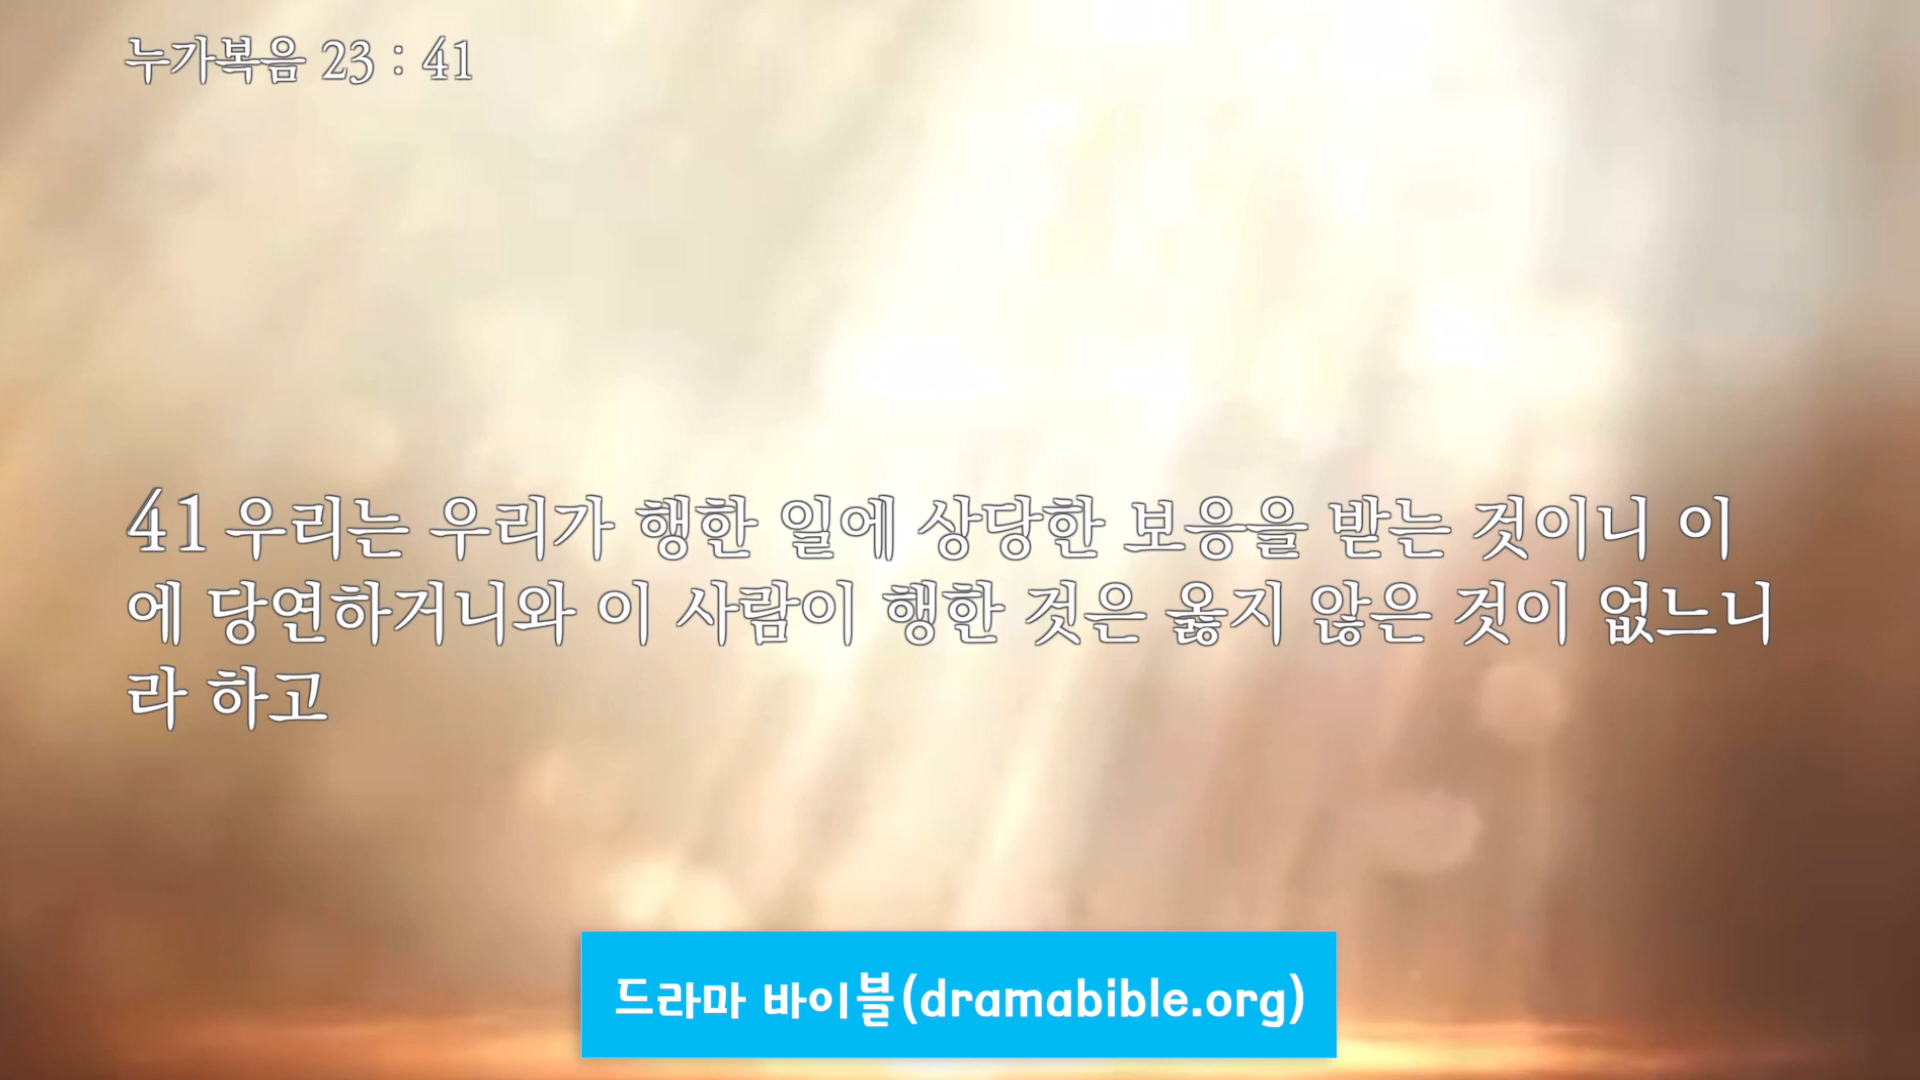 누가복음 23 : 41
41 우리는 우리가 행한 일에 상당한 보응을 받는 것이니 이
에 당연하거니와 이 사람이 행한 것은 옳지 않은 것이 없느니
라 하고
드라마 바이블(dramabible.org)